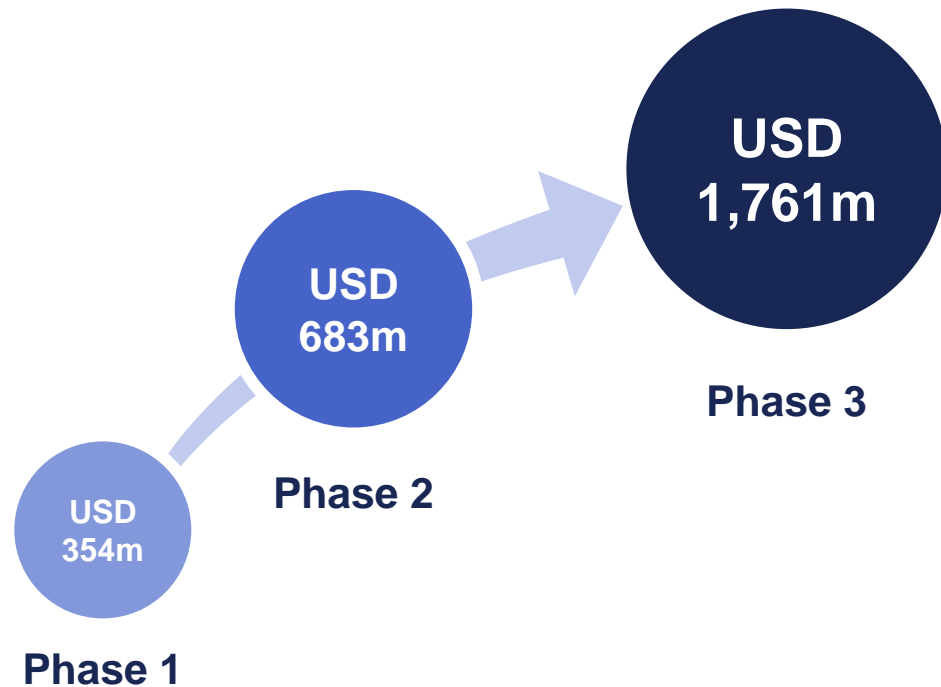 USD
1,761m
Phase 3
USD
683m
Phase 2
USD
354m
Phase 1